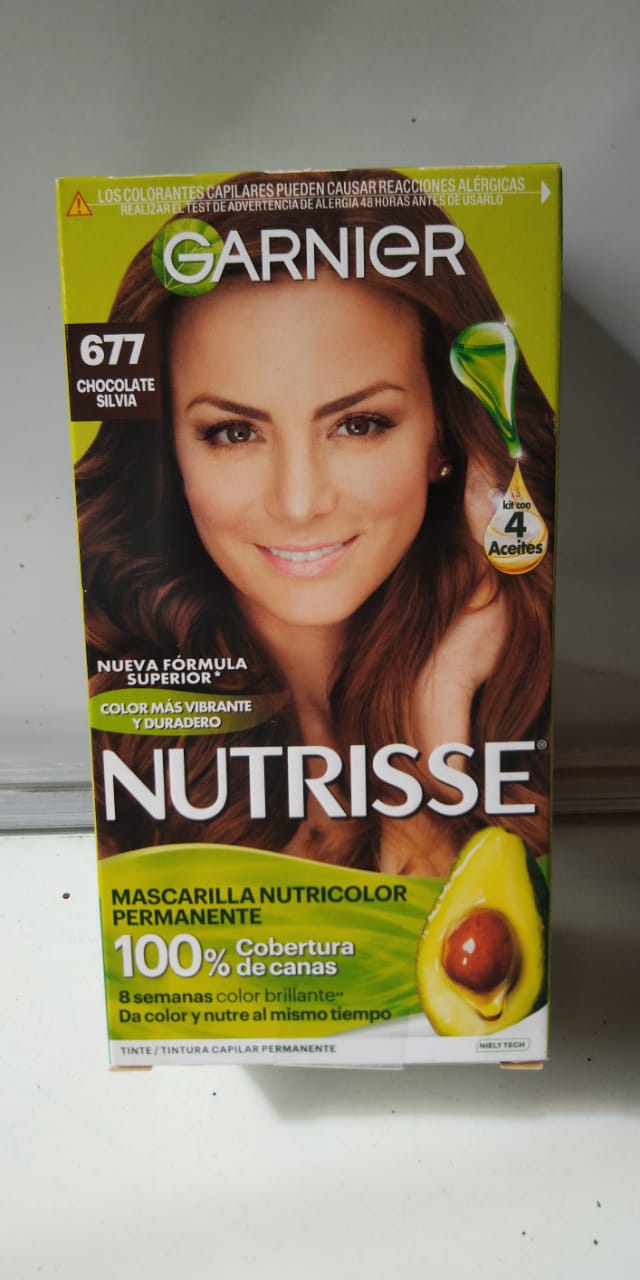 LOS COLORANTES CAPILARES PUEDEN CAUSAR REACCIONES ALÉRGICAS
REALIZAR EL TEST DE ADVERTENCIA DE ALERGIA 48 HORAS ANTES DE USARLO
GARNIER
677
CHOCOLATE
SILVIA
kit con
4
Aceites
NUEVA FÓRMULA
SUPERIOR*
COLOR MÁS VIBRANTE
Y DURADERO
NUTRISSE®
MASCARILLA NUTRICOLOR
PERMANENTE
100% Cobertura
de canas
8 semanas color brillante**
Da color y nutre al mismo tiempo
TINTE / TINTURA CAPILAR PERMANENTE
NIELY TECH